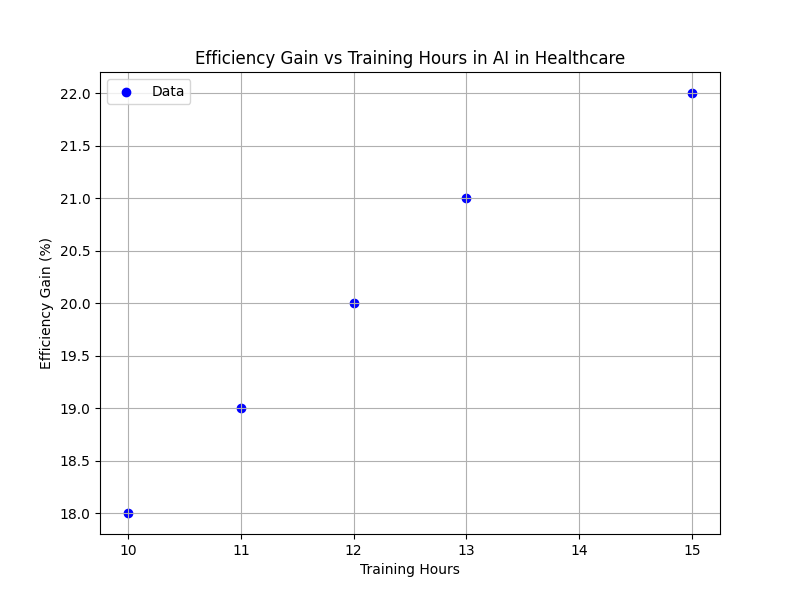 Efficiency Gain vs Training Hours in AI in Healthcare
Data
22.0
21.5
21.0
20.5
20.0
19.5
19.0
18.5
18.0
Efficiency Gain (%)
10 11 12 13 14 15
Training Hours